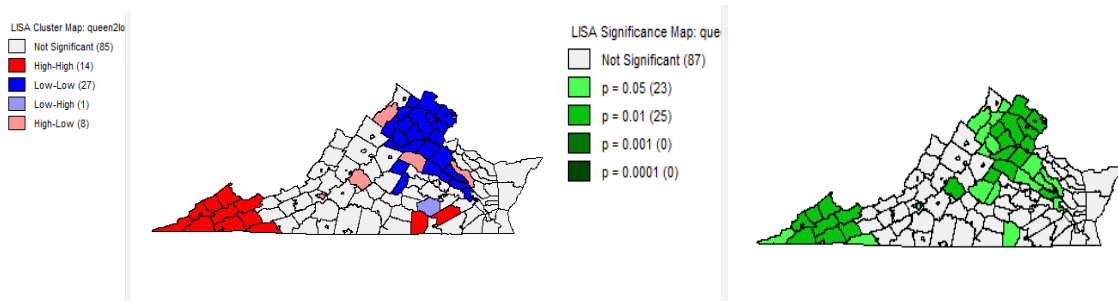 LISA Cluster Map: queen2lo
Not Significant (85)
High-High (14)
Low-Low (27)
Low-High (1)
High-Low (8)
LISA Significance Map: que
Not Significant (87)
p = 0.05 (23)
p = 0.01 (25)
p = 0.001 (0)
p = 0.0001 (0)